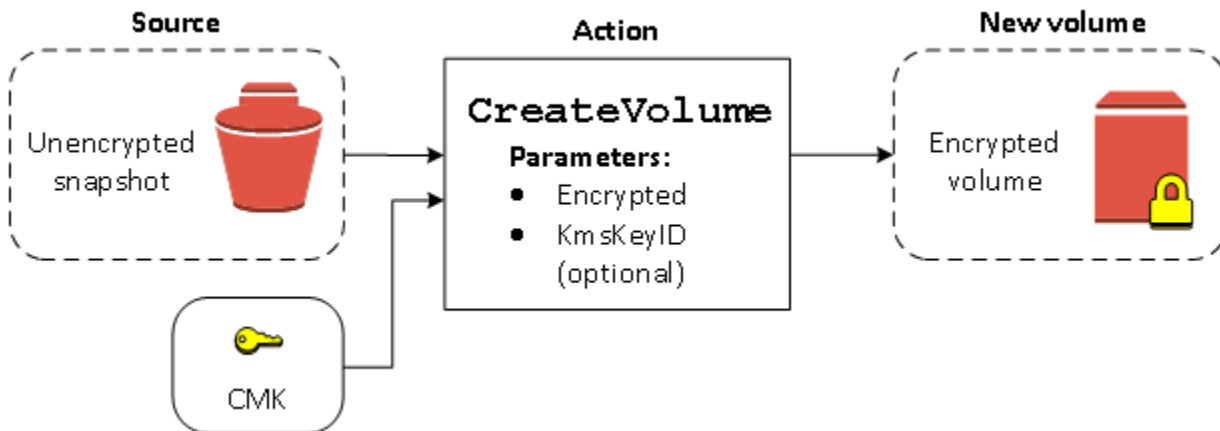 Source
Action
New volume
Unencrypted
snapshot
CreateVolume
Parameters:
● Encrypted
● KmsKeyID
(optional)
Encrypted
volume
CMK